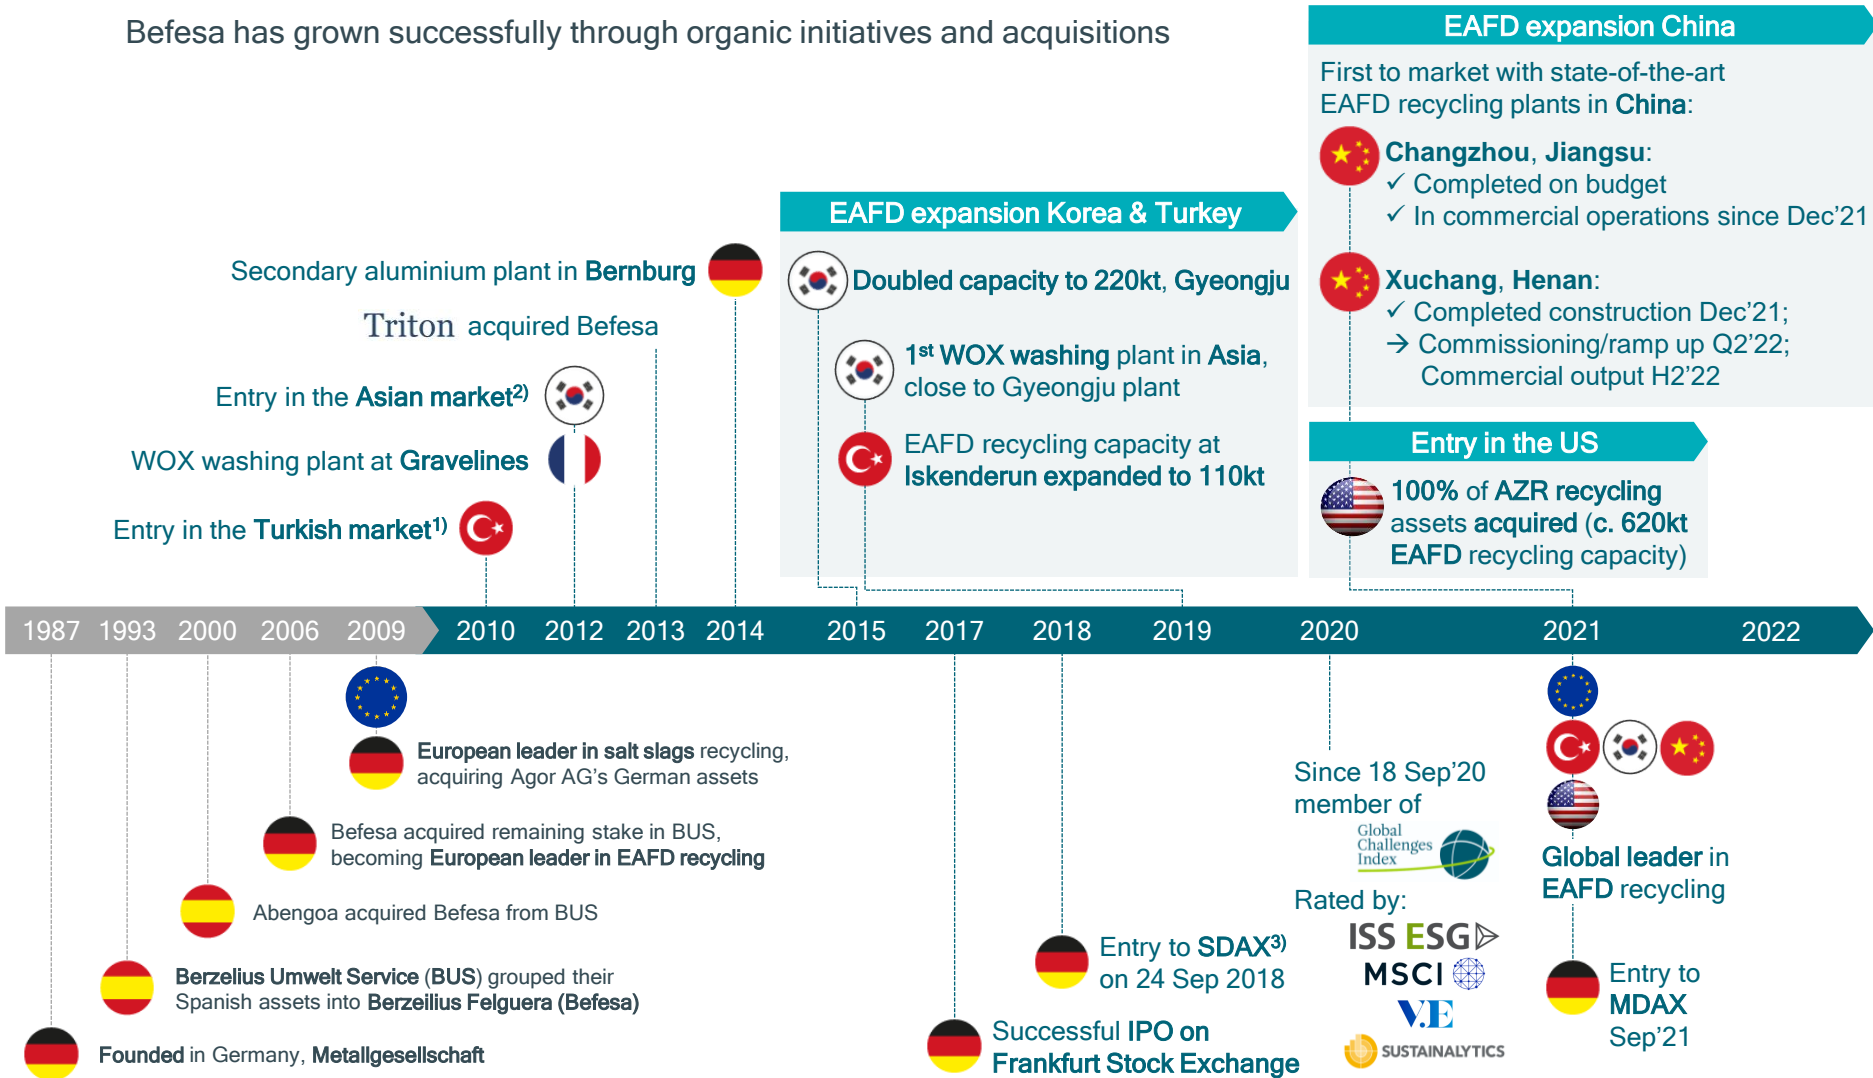 Befesa has grown successfully through organic initiatives and acquisitions
EAFD expansion China
First to market with state-of-the-art
EAFD recycling plants in China:
Changzhou, Jiangsu:
✓ Completed on budget
✓ In commercial operations since Dec’21
Xuchang, Henan:
✓ Completed construction Dec’21;
→ Commissioning/ramp up Q2’22;
Commercial output H2’22
EAFD expansion Korea & Turkey
Doubled capacity to 220kt, Gyeongju
1st WOX washing plant in Asia,
close to Gyeongju plant
EAFD recycling capacity at
Iskenderun expanded to 110kt
Entry in the US
100% of AZR recycling
assets acquired (c. 620kt
EAFD recycling capacity)
Secondary aluminium plant in Bernburg
Triton acquired Befesa
Entry in the Asian market2)
WOX washing plant at Gravelines
Entry in the Turkish market1)
1987 1993 2000 2006 2009 2010 2012 2013 2014 2015 2017 2018 2019 2020 2021 2022
European leader in salt slags recycling,
acquiring Agor AG’s German assets
Befesa acquired remaining stake in BUS,
becoming European leader in EAFD recycling
Abengoa acquired Befesa from BUS
Berzelius Umwelt Service (BUS) grouped their
Spanish assets into Berzeilius Felguera (Befesa)
Founded in Germany, Metallgesellschaft
Successful IPO on
Frankfurt Stock Exchange
Entry to SDAX3)
on 24 Sep 2018
Since 18 Sep’20
member of
Global
Challenges
Index
Rated by:
ISS ESG
MSCI
V.E
SUSTAINALYTICS
Global leader in
EAFD recycling
Entry to
MDAX
Sep’21